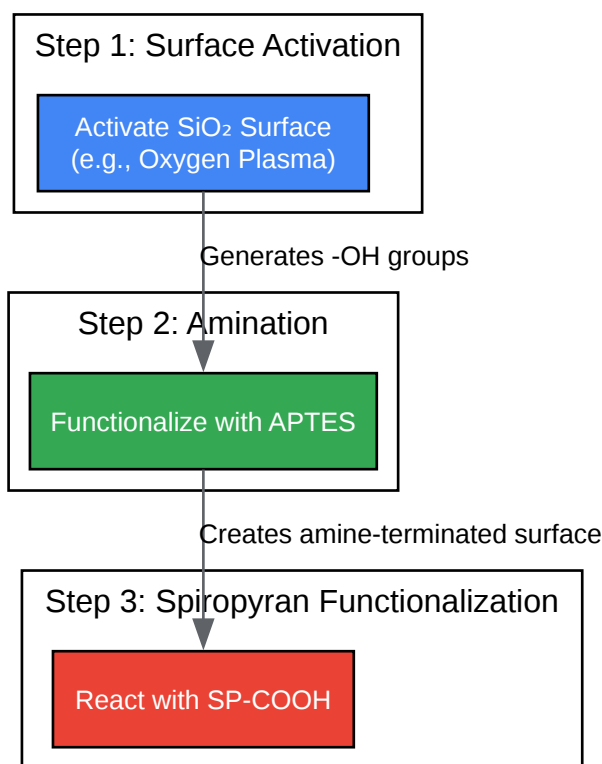 Step 1: Surface Activation
Activate SiO₂ Surface
(e.g., Oxygen Plasma)
Generates -OH groups
Step 2: Amination
Functionalize with APTES
Creates amine-terminated surface
Step 3: Spiropyran Functionalization
React with SP-COOH